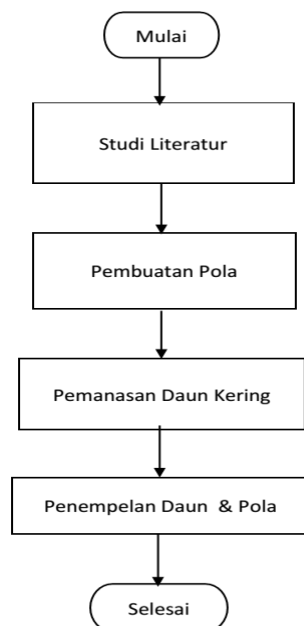 Mulai
Studi Literatur
Pembuatan Pola
Pemanasan Daun Kering
Penempelan Daun & Pola
Selesai